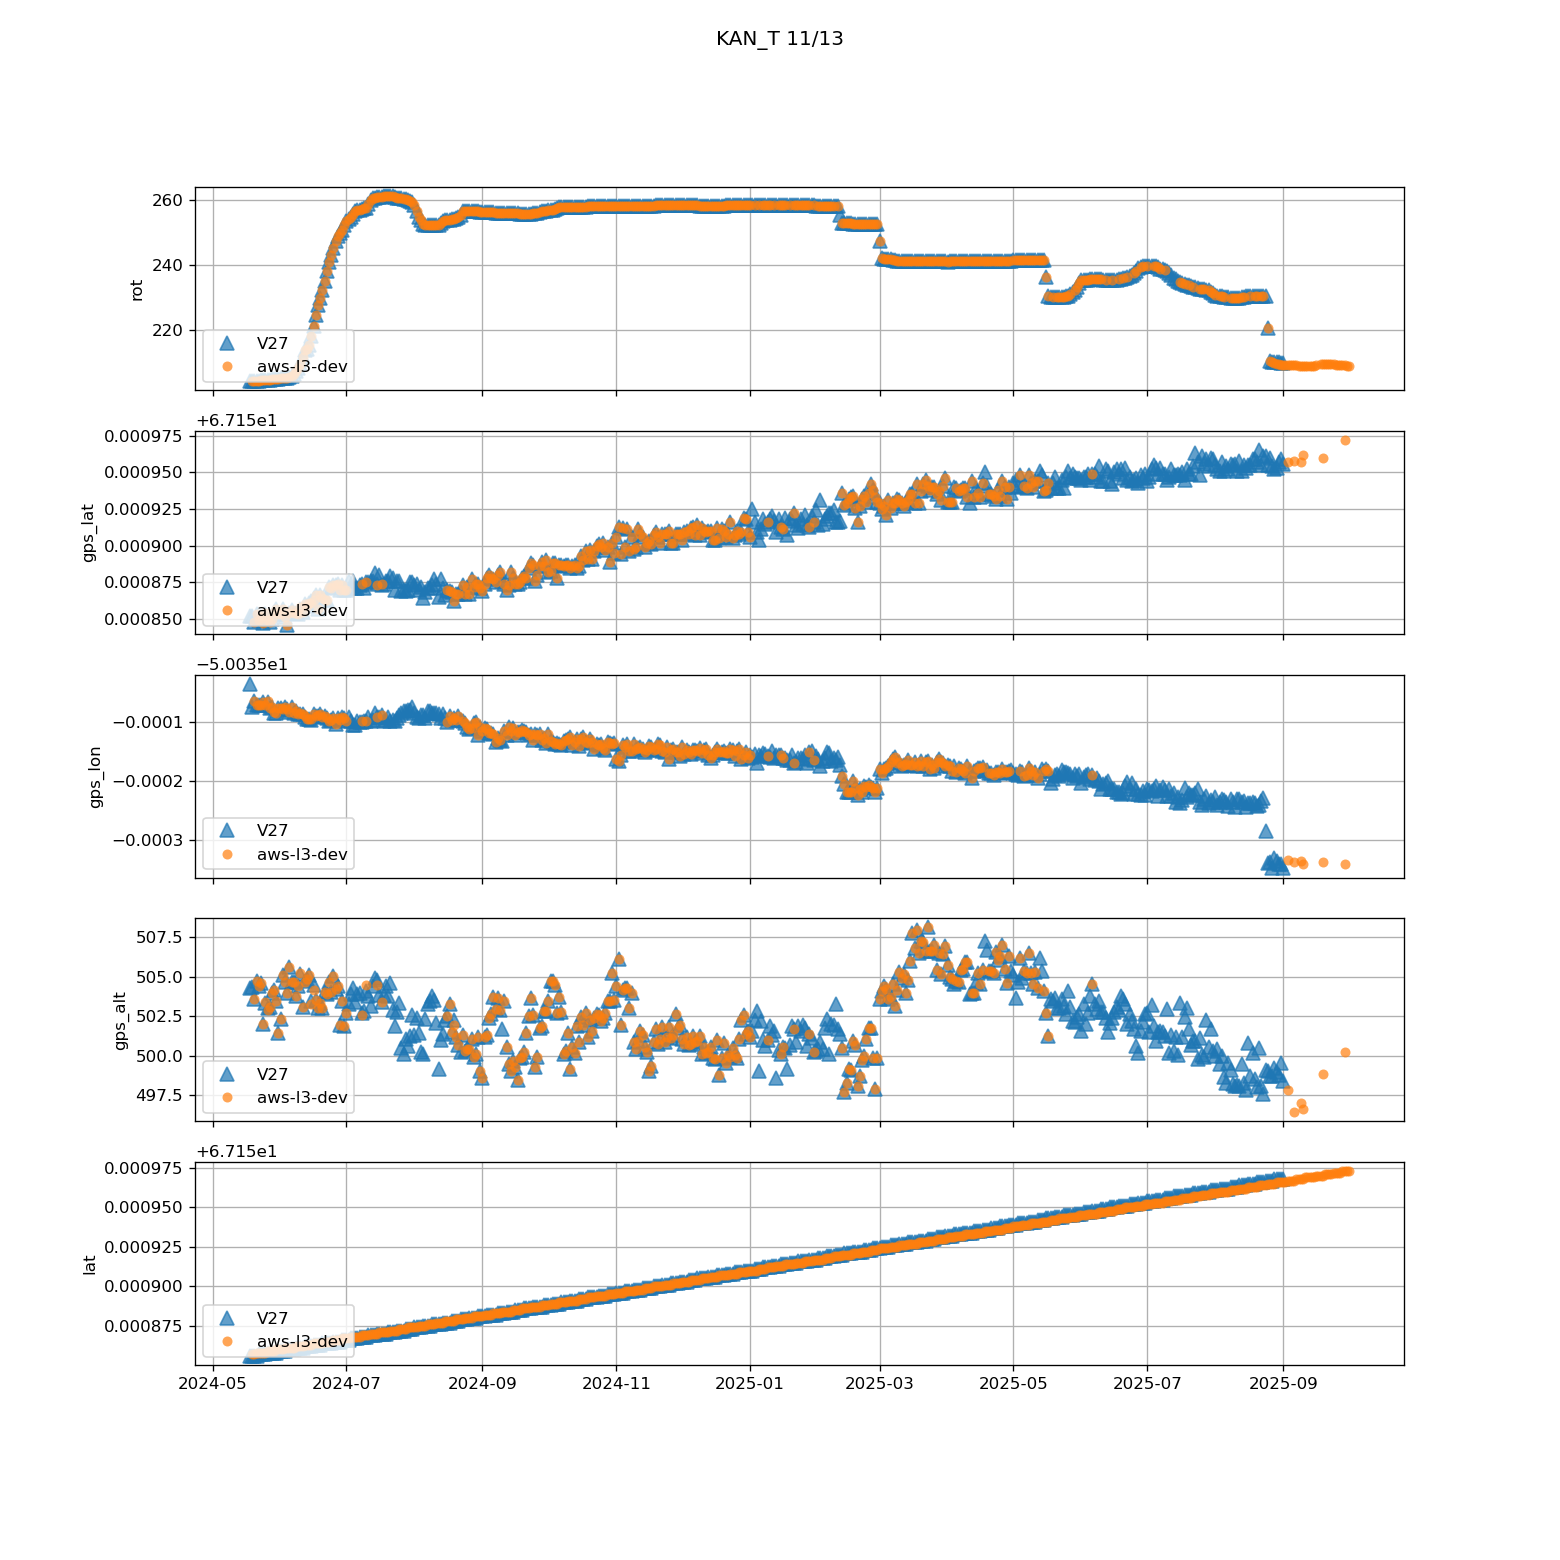 KAN_T 11/13
260
240
220
rot
V27
aws-l3-dev
+6.715e1
0.000975
0.000950
0.000925
0.000900
0.000875
0.000850
gps_lat
V27
aws-l3-dev
−5.0035e1
−0.0001
−0.0002
−0.0003
gps_lon
V27
aws-l3-dev
507.5
505.0
502.5
500.0
497.5
gps_alt
V27
aws-l3-dev
+6.715e1
0.000975
0.000950
0.000925
0.000900
0.000875
lat
V27
aws-l3-dev
2024-05 2024-07 2024-09 2024-11 2025-01 2025-03 2025-05 2025-07 2025-09